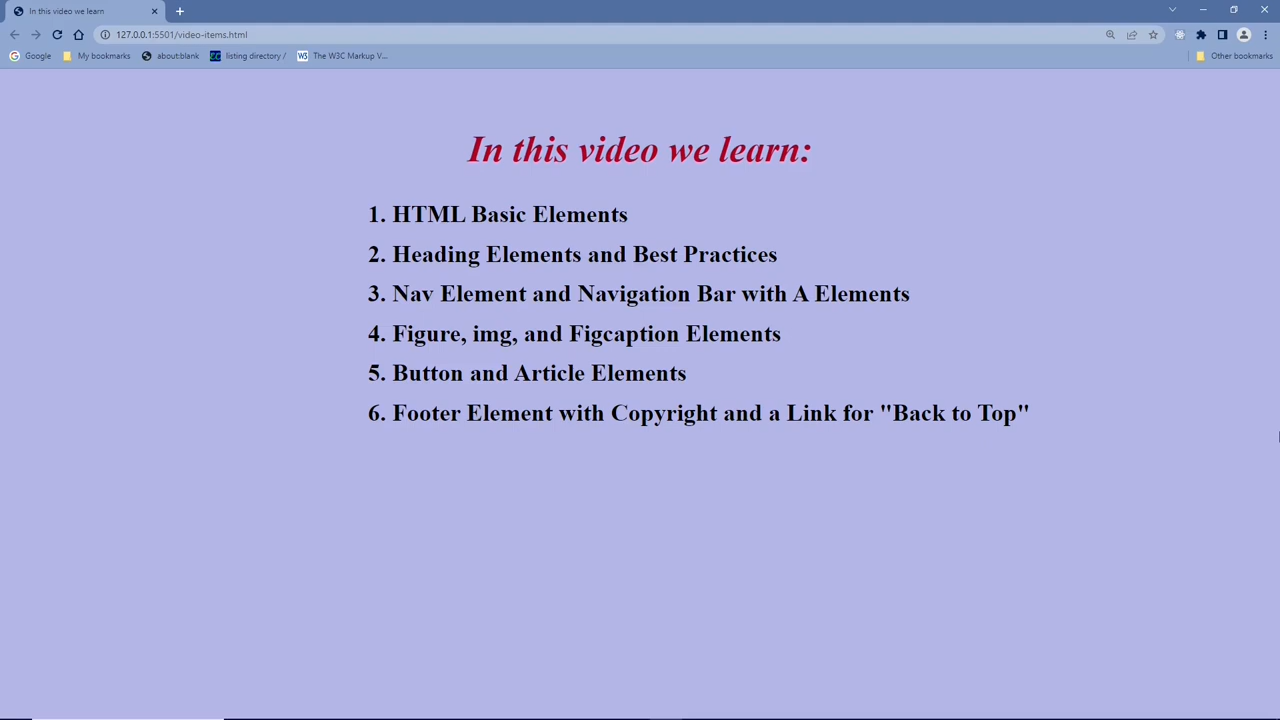 In this video we learn
127.0.0.1:5501/video-items.html
Google My bookmarks about:blank listing directory / The W3C Markup V... Other bookmarks
In this video we learn:
1. HTML Basic Elements
2. Heading Elements and Best Practices
3. Nav Element and Navigation Bar with A Elements
4. Figure, img, and Figcaption Elements
5. Button and Article Elements
6. Footer Element with Copyright and a Link for "Back to Top"